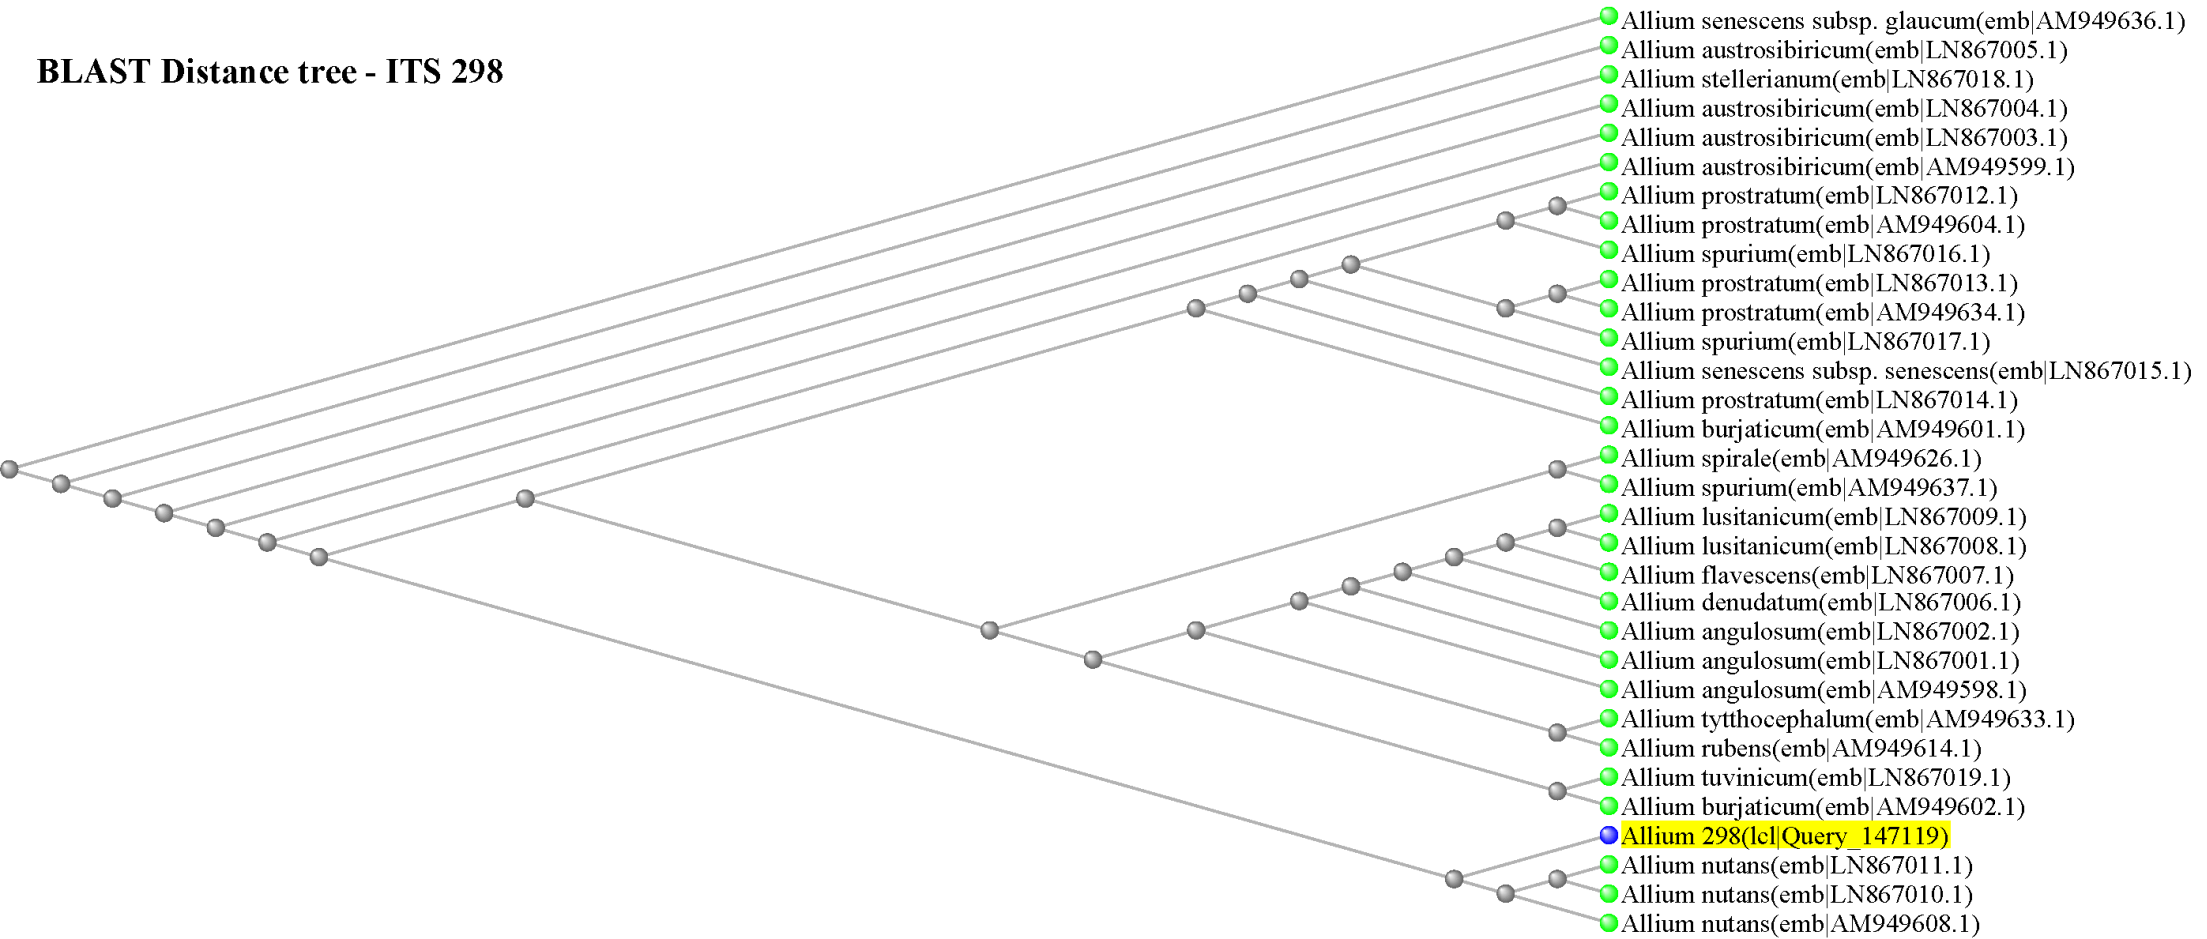 BLAST Distance tree - ITS 298
Allium senescens subsp. glaucum(emb|AM949636.1)
Allium austrosibiricum(emb|LN867005.1)
Allium stellerianum(emb|LN867018.1)
Allium austrosibiricum(emb|LN867004.1)
Allium austrosibiricum(emb|LN867003.1)
Allium austrosibiricum(emb|AM949599.1)
Allium prostratum(emb|LN867012.1)
Allium prostratum(emb|AM949604.1)
Allium spurium(emb|LN867016.1)
Allium prostratum(emb|LN867013.1)
Allium prostratum(emb|AM949634.1)
Allium spurium(emb|LN867017.1)
Allium senescens subsp. senescens(emb|LN867015.1)
Allium prostratum(emb|LN867014.1)
Allium burjaticum(emb|AM949601.1)
Allium spirale(emb|AM949626.1)
Allium spurium(emb|AM949637.1)
Allium lusitanicum(emb|LN867009.1)
Allium lusitanicum(emb|LN867008.1)
Allium flavescens(emb|LN867007.1)
Allium denudatum(emb|LN867006.1)
Allium angulosum(emb|LN867002.1)
Allium angulosum(emb|LN867001.1)
Allium angulosum(emb|AM949598.1)
Allium tytthocephalum(emb|AM949633.1)
Allium rubens(emb|AM949614.1)
Allium tuvinicum(emb|LN867019.1)
Allium burjaticum(emb|AM949602.1)
Allium 298(lcl|Query_147119)
Allium nutans(emb|LN867011.1)
Allium nutans(emb|LN867010.1)
Allium nutans(emb|AM949608.1)